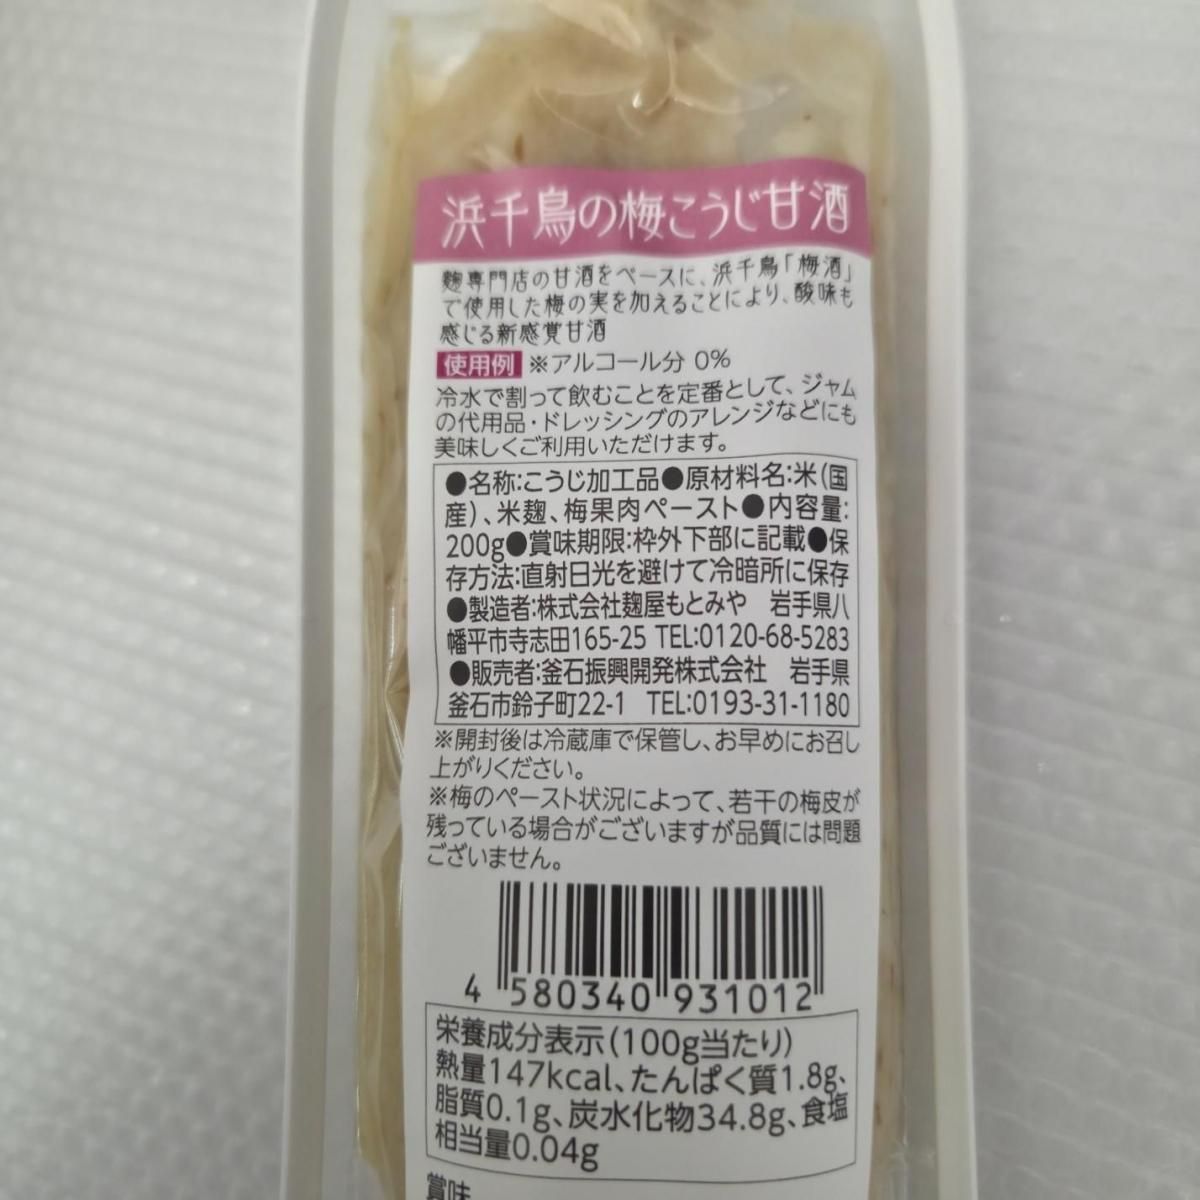 浜千鳥の梅こうじ甘酒
麹専門店の甘酒をベースに、浜千鳥「梅酒」
で使用した梅の実を加えることにより、酸味も
感じる新感覚甘酒
使用例 ※アルコール分 0%
冷水で割って飲むことを定番として、ジャム
の代用品・ドレッシングのアレンジなどにも
美味しくご利用いただけます。
●名称:こうじ加工品●原材料名:米(国
産)、米麹、梅果肉ペースト●内容量:
200g●賞味期限:枠外下部に記載●保
存方法:直射日光を避けて冷暗所に保存
●製造者:株式会社麹屋もとみや 岩手県八
幡平市寺志田165-25 TEL:0120-68-5283
●販売者:釜石振興開発株式会社 岩手県
釜石市鈴子町22-1 TEL:0193-31-1180
※開封後は冷蔵庫で保管し、お早めにお召し
上がりください。
※梅のペースト状況によって、若干の梅皮が
残っている場合がございますが品質には問題
ございません。
4 580340 931012
栄養成分表示(100g当たり)
熱量147kcal、たんぱく質1.8g、
脂質0.1g、炭水化物34.8g、食塩
相当量0.04g
賞味